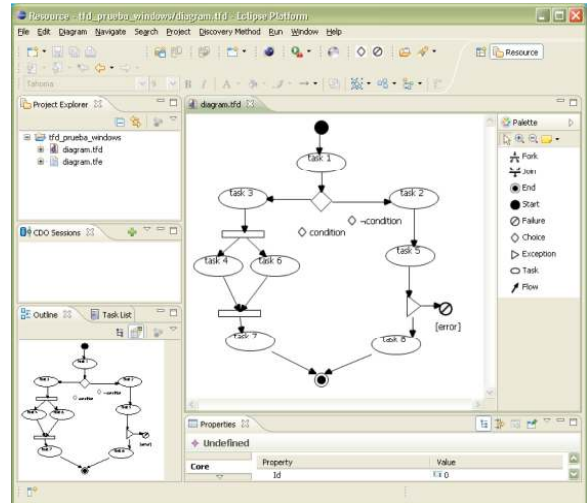 Resource - tfd_prueba_windows/diagram.tfd - Eclipse Platform
File Edit Diagram Navigate Search Project Discovery Method Run Window Help
Resource
Tahoma 9 B I A
Project Explorer
tfd_prueba_windows
diagram.tfd
diagram.tfe
CDO Sessions
Outline Task List
diagram.tfd
task 1
task 3
task 2
¬condition
condition
task 4
task 6
task 5
[error]
task 7
task 8
Palette
Fork
Join
End
Start
Failure
Choice
Exception
Task
Flow
Properties
Undefined
Core
Property Value
Id 0